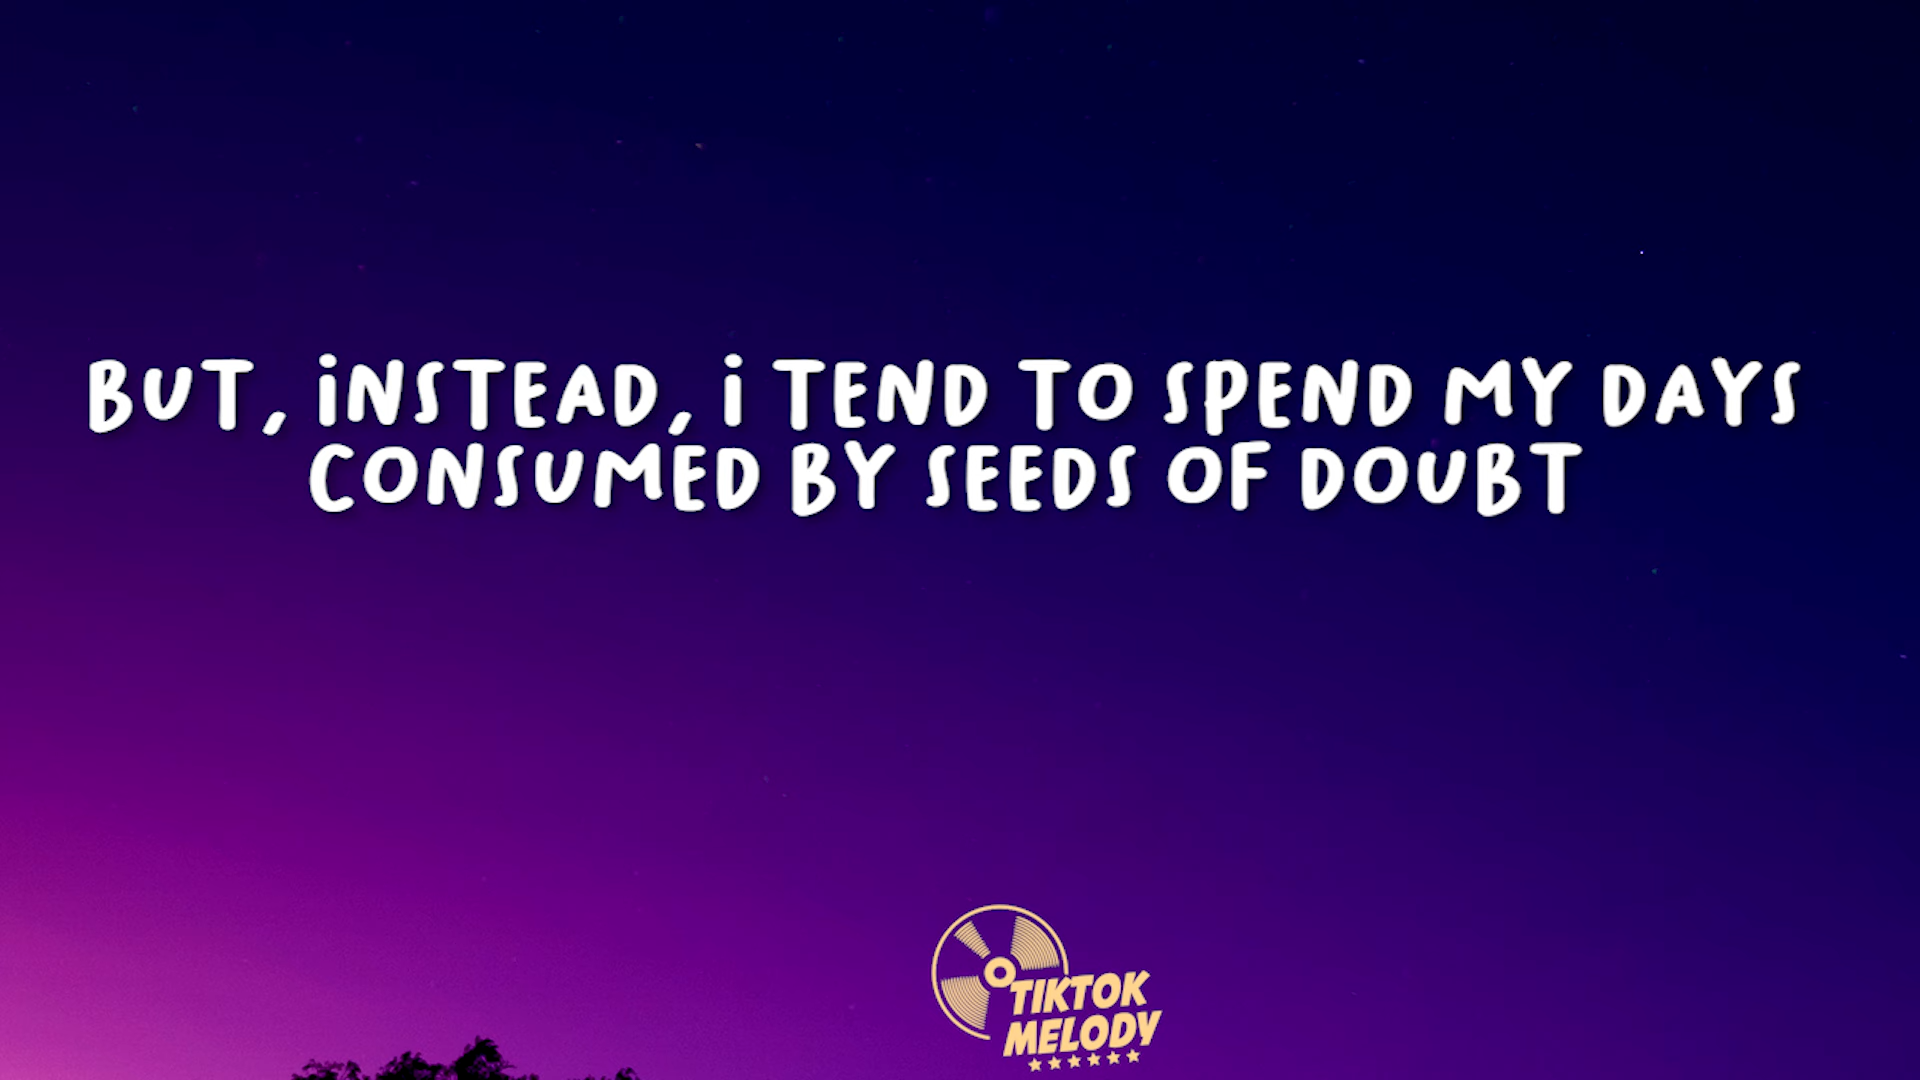 BUT, iNSTEAD, i TEND TO SPEND MY DAYS
CONSUMED BY SEEDS OF DOUBT
TIKTOK
MELODY